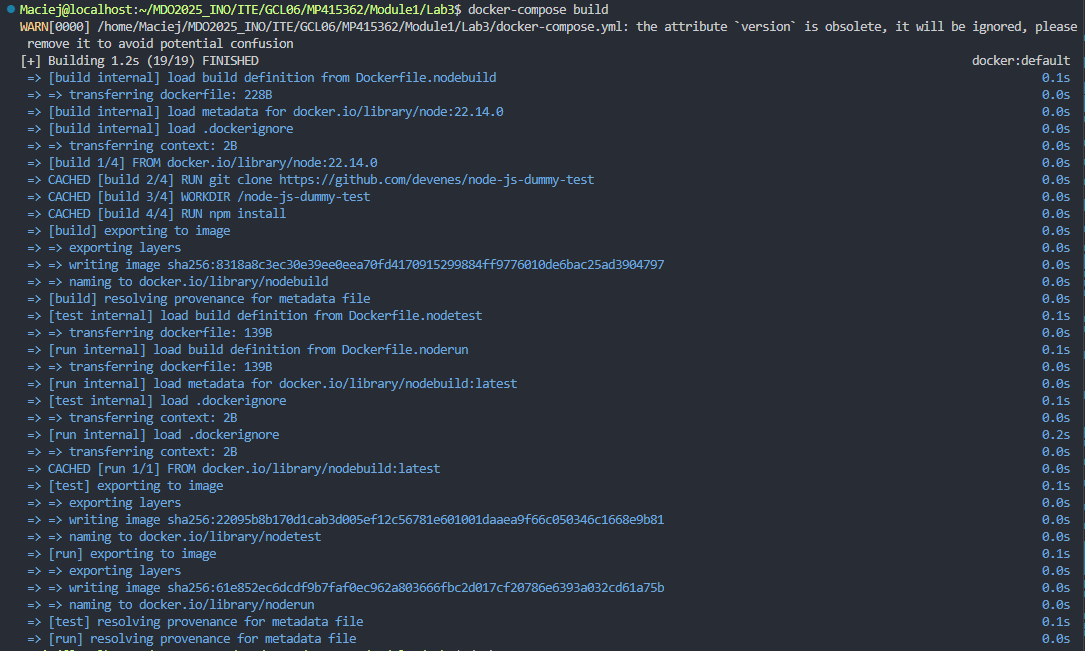 Maciej@localhost:~/MDO2025_INO/ITE/GCL06/MP415362/Module1/Lab3$ docker-compose build
WARN[0000] /home/Maciej/MDO2025_INO/ITE/GCL06/MP415362/Module1/Lab3/docker-compose.yml: the attribute `version` is obsolete, it will be ignored, please
remove it to avoid potential confusion
[+] Building 1.2s (19/19) FINISHED docker:default
=> [build internal] load build definition from Dockerfile.nodebuild 0.1s
=> => transferring dockerfile: 228B 0.0s
=> [build internal] load metadata for docker.io/library/node:22.14.0 0.0s
=> [build internal] load .dockerignore 0.0s
=> => transferring context: 2B 0.0s
=> [build 1/4] FROM docker.io/library/node:22.14.0 0.0s
=> CACHED [build 2/4] RUN git clone https://github.com/devenes/node-js-dummy-test 0.0s
=> CACHED [build 3/4] WORKDIR /node-js-dummy-test 0.0s
=> CACHED [build 4/4] RUN npm install 0.0s
=> [build] exporting to image 0.0s
=> => exporting layers 0.0s
=> => writing image sha256:8318a8c3ec30e39ee0eea70fd4170915299884ff9776010de6bac25ad3904797 0.0s
=> => naming to docker.io/library/nodebuild 0.0s
=> [build] resolving provenance for metadata file 0.0s
=> [test internal] load build definition from Dockerfile.nodetest 0.1s
=> => transferring dockerfile: 139B 0.0s
=> [run internal] load build definition from Dockerfile.noderun 0.1s
=> => transferring dockerfile: 139B 0.0s
=> [run internal] load metadata for docker.io/library/nodebuild:latest 0.0s
=> [test internal] load .dockerignore 0.1s
=> => transferring context: 2B 0.0s
=> [run internal] load .dockerignore 0.2s
=> => transferring context: 2B 0.0s
=> CACHED [run 1/1] FROM docker.io/library/nodebuild:latest 0.0s
=> [test] exporting to image 0.1s
=> => exporting layers 0.0s
=> => writing image sha256:22095b8b170d1cab3d005ef12c56781e601001daaea9f66c050346c1668e9b81 0.0s
=> => naming to docker.io/library/nodetest 0.0s
=> [run] exporting to image 0.1s
=> => exporting layers 0.0s
=> => writing image sha256:61e852ec6dcdf9b7faf0ec962a803666fbc2d017cf20786e6393a032cd61a75b 0.0s
=> => naming to docker.io/library/noderun 0.0s
=> [test] resolving provenance for metadata file 0.1s
=> [run] resolving provenance for metadata file 0.0s